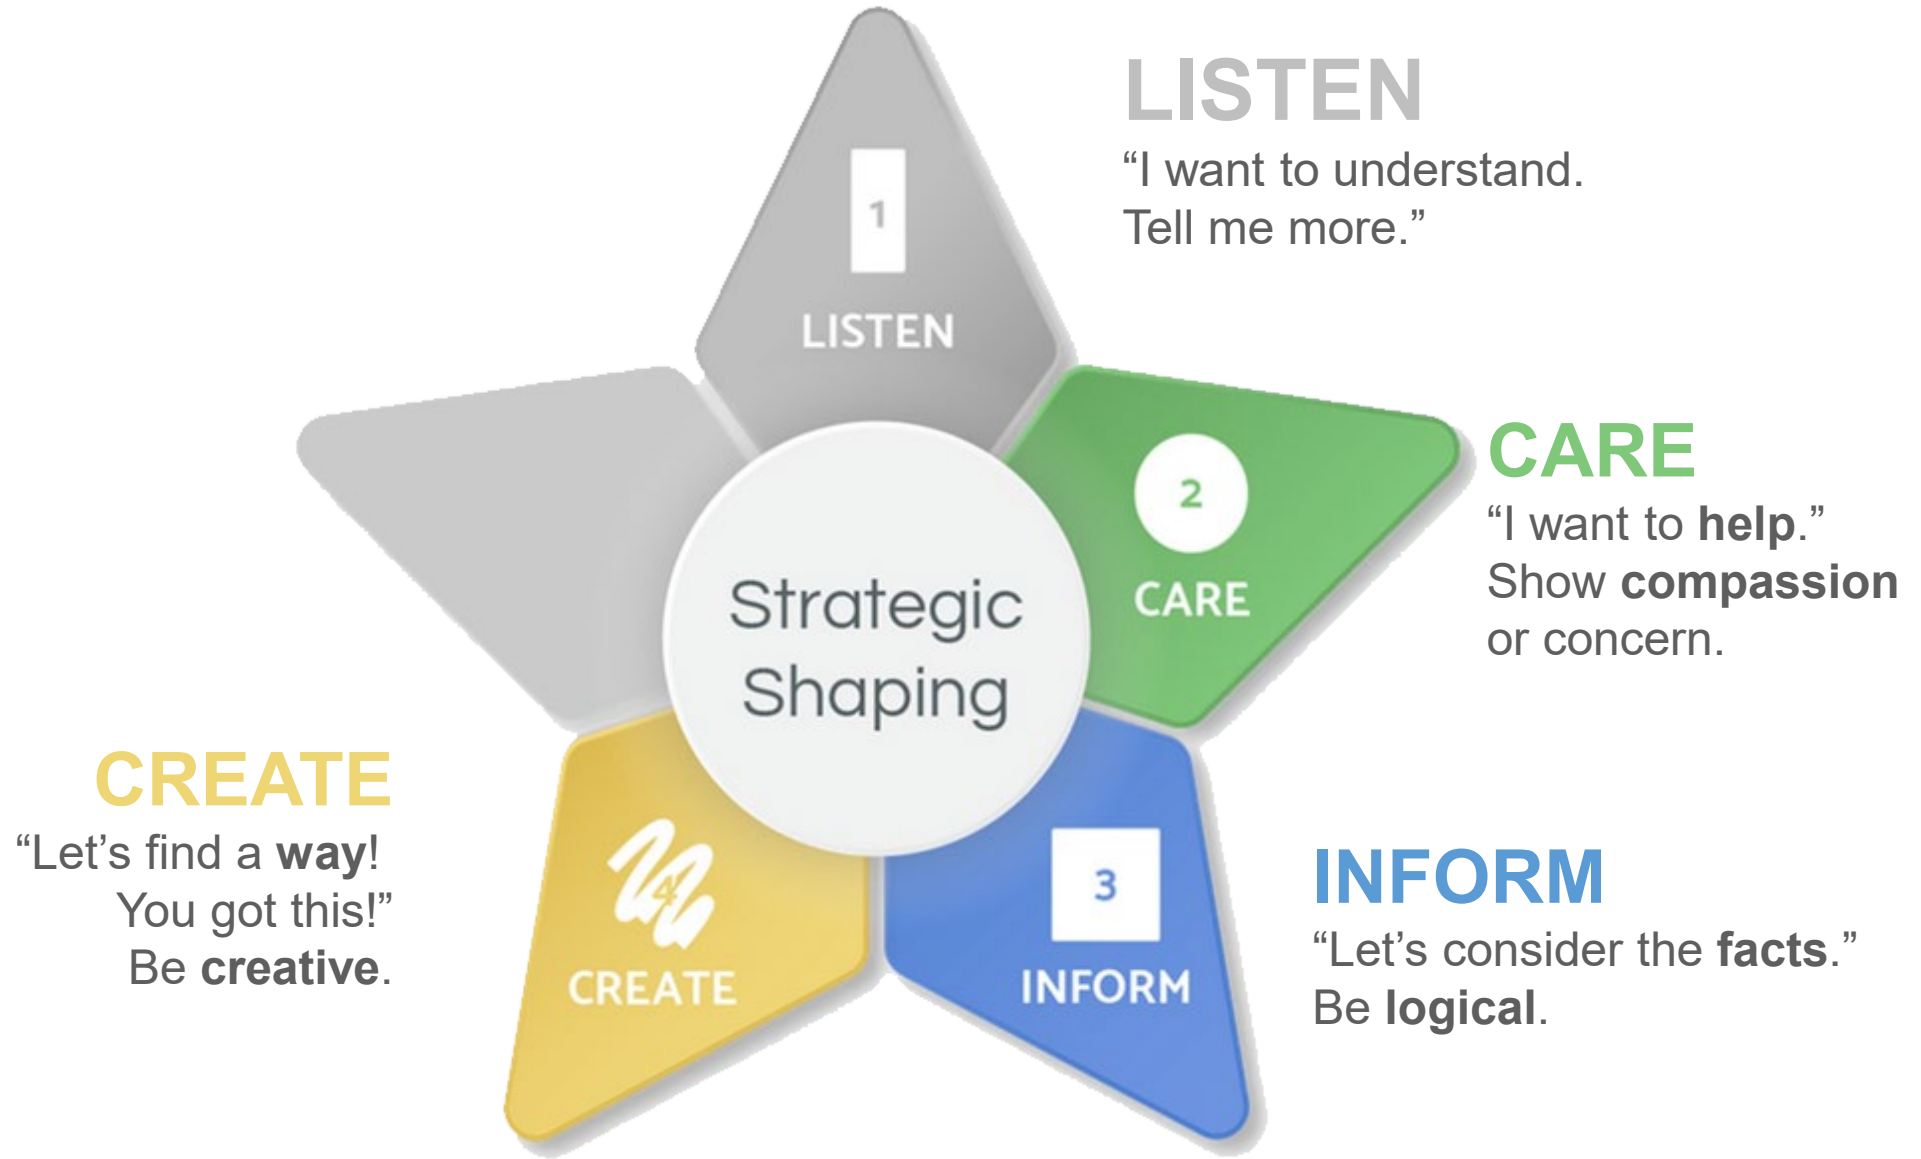 LISTEN
“I want to understand.
Tell me more.”
1
LISTEN
CARE
“I want to help.”
Show compassion
or concern.
2
CARE
Strategic
Shaping
CREATE
“Let’s find a way!
You got this!”
Be creative.
4
CREATE
3
INFORM
INFORM
“Let’s consider the facts.”
Be logical.